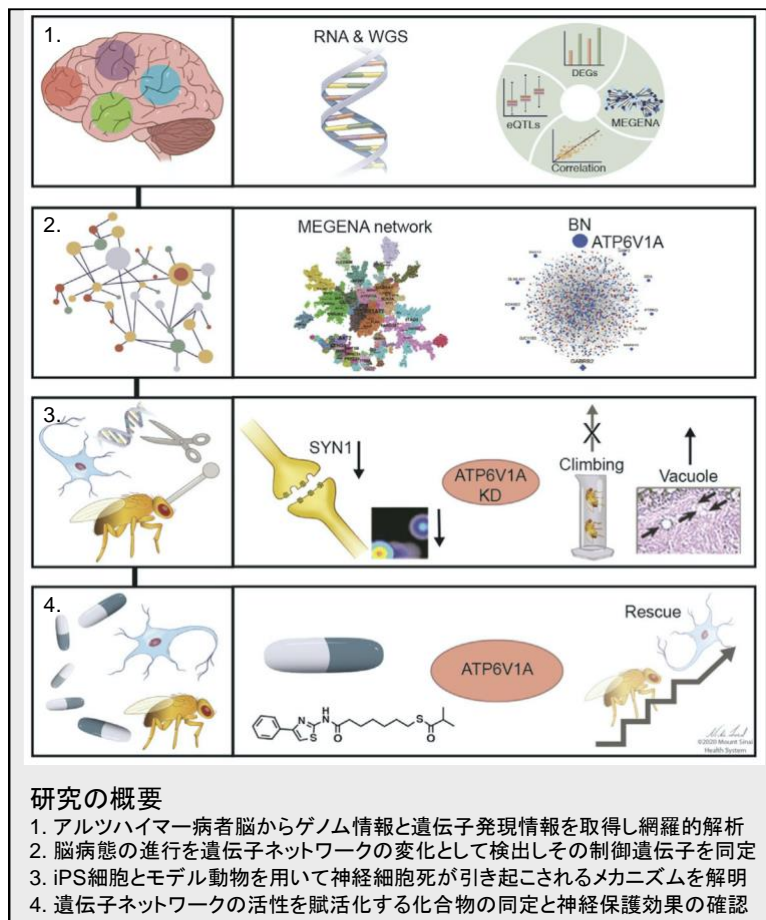 1.
RNA & WGS
DEGs
eQTLs
MEGENA
Correlation
2.
MEGENA network
BN
ATP6V1A
3.
SYN1
ATP6V1A
KD
Climbing
Vacuole
4.
ATP6V1A
Rescue
H
N
N
S
O
S
O
©2020 Mount Sinai
Health System
研究の概要
1. アルツハイマー病者脳からゲノム情報と遺伝子発現情報を取得し網羅的解析
2. 脳病態の進行を遺伝子ネットワークの変化として検出しその制御遺伝子を同定
3. iPS細胞とモデル動物を用いて神経細胞死が引き起こされるメカニズムを解明
4. 遺伝子ネットワークの活性を賦活化する化合物の同定と神経保護効果の確認